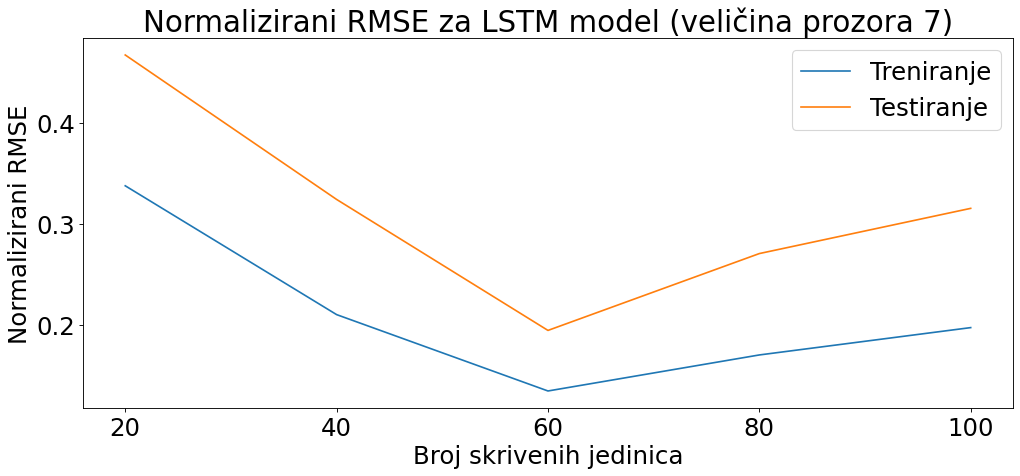 Normalizirani RMSE za LSTM model (veličina prozora 7)
Treniranje
Testiranje
Normalizirani RMSE
0.4
0.3
0.2
20 40 60 80 100
Broj skrivenih jedinica